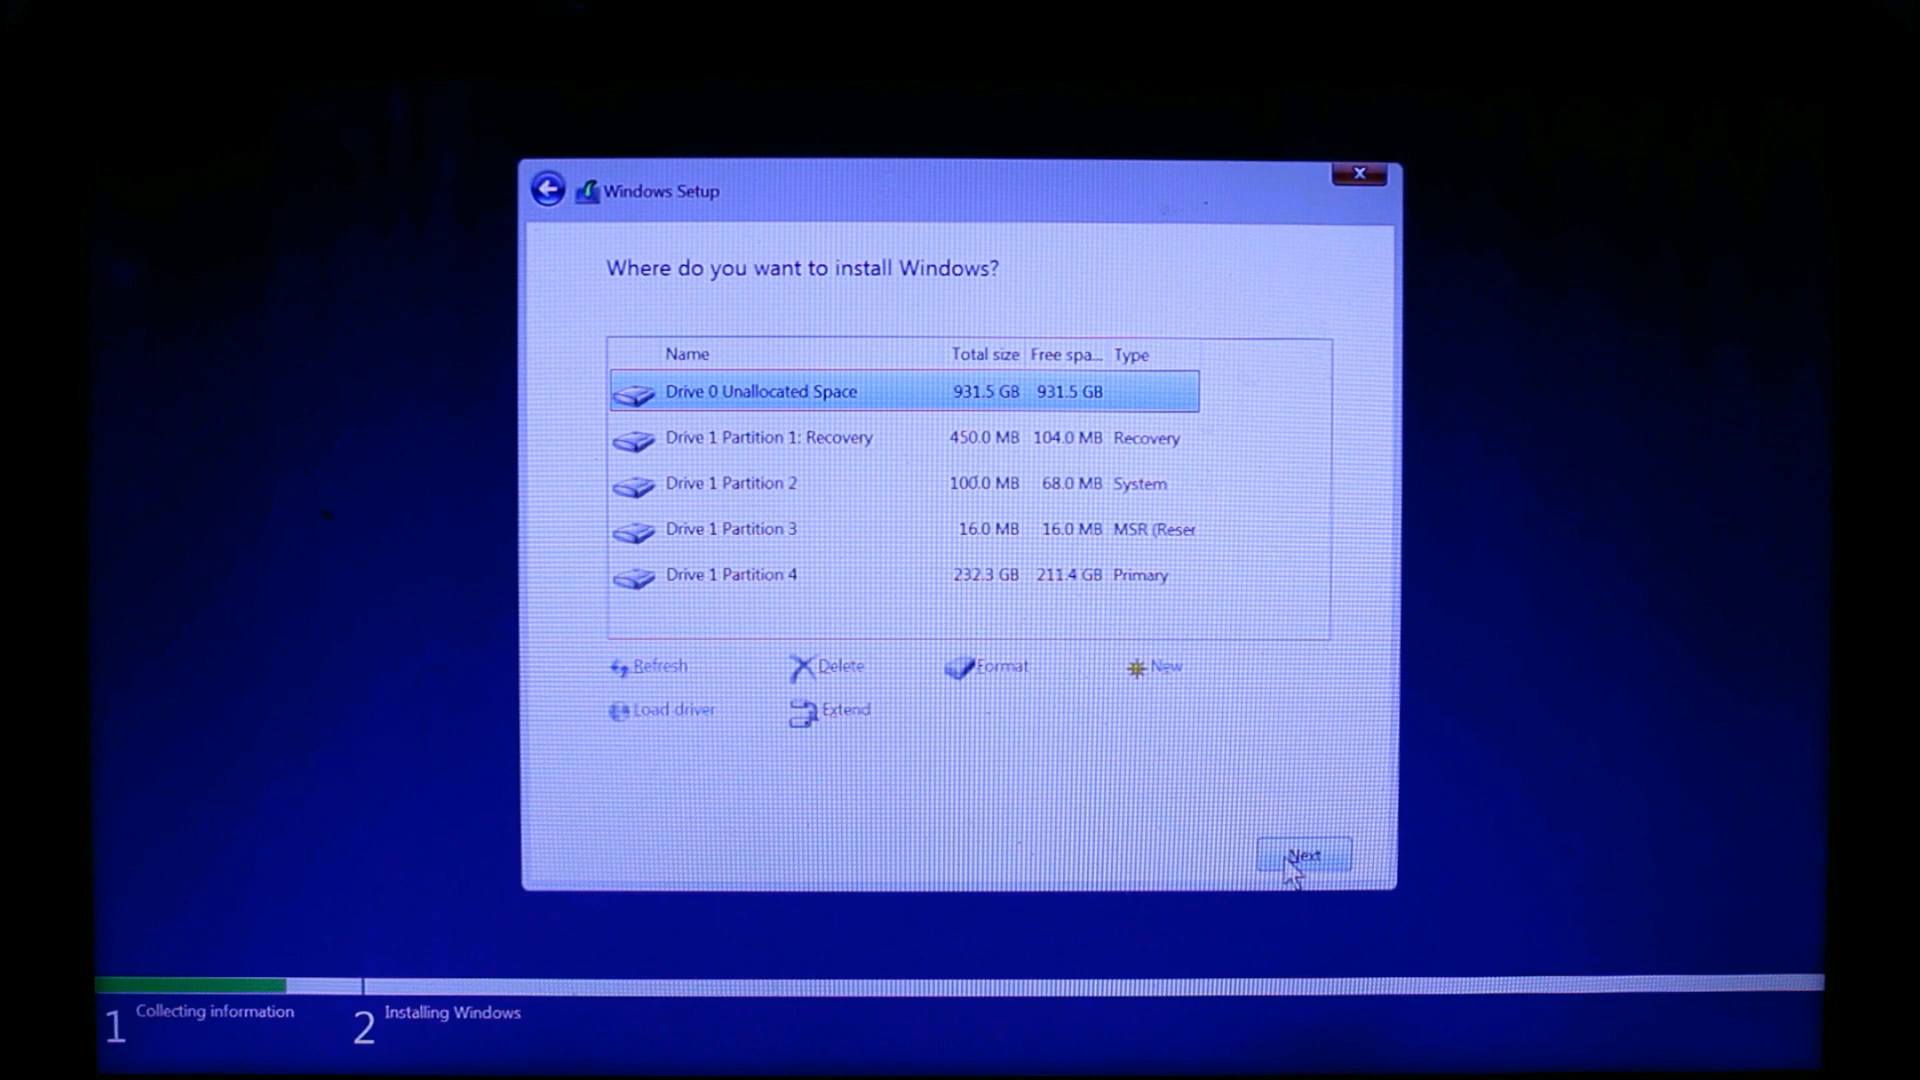 Windows Setup
x
Where do you want to install Windows?
Name Total size Free spa... Type
Drive 0 Unallocated Space 931.5 GB 931.5 GB
Drive 1 Partition 1: Recovery 450.0 MB 104.0 MB Recovery
Drive 1 Partition 2 100.0 MB 68.0 MB System
Drive 1 Partition 3 16.0 MB 16.0 MB MSR (Reser
Drive 1 Partition 4 232.3 GB 211.4 GB Primary
Refresh Delete Format New
Load driver Extend
Next
1 Collecting information 2 Installing Windows